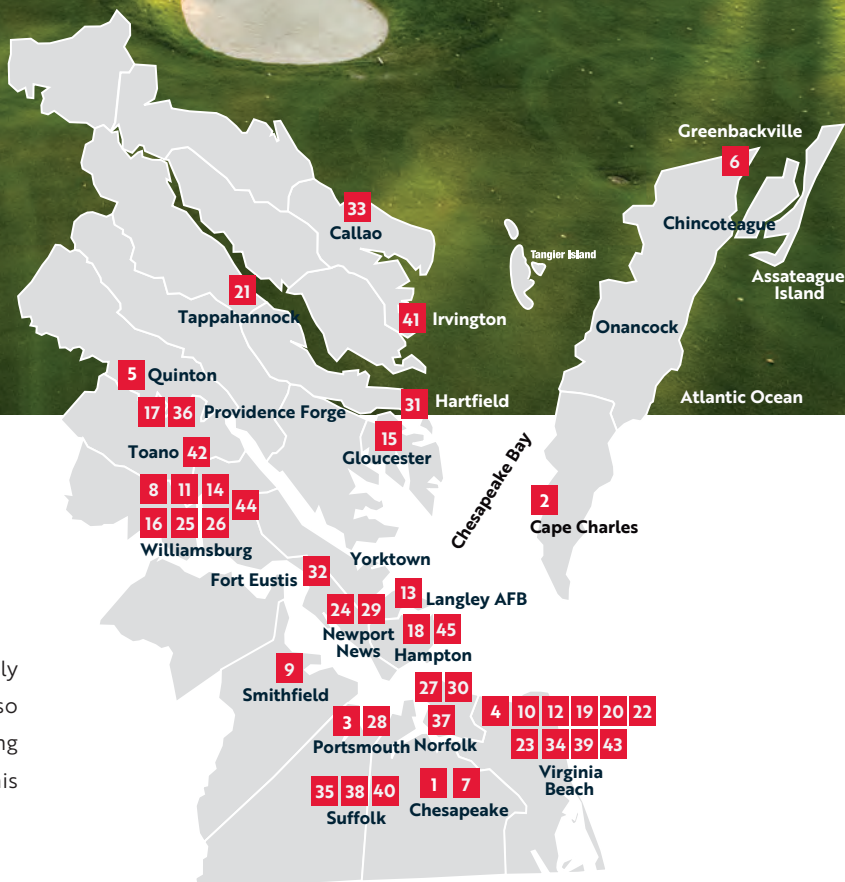 Greenbackville
6
33
Callao
Chincoteague
Tangier Island
Assateague
Island
21
Tappahannock
41 Irvington
Onancock
5 Quinton
Atlantic Ocean
31 Hartfield
17 36 Providence Forge
15
Gloucester
Toano 42
Chesapeake Bay
8 11 14
44
16 25 26
Williamsburg
2
Cape Charles
Yorktown
Fort Eustis 32
13 Langley AFB
24 29
Newport
News
18 45
Hampton
9
Smithfield
27 30
37
Norfolk
3 28
Portsmouth
4 10 12 19 20 22
23 34 39 43
Virginia
Beach
35 38 40
Suffolk
1 7
Chesapeake
ly
so
ng
nis